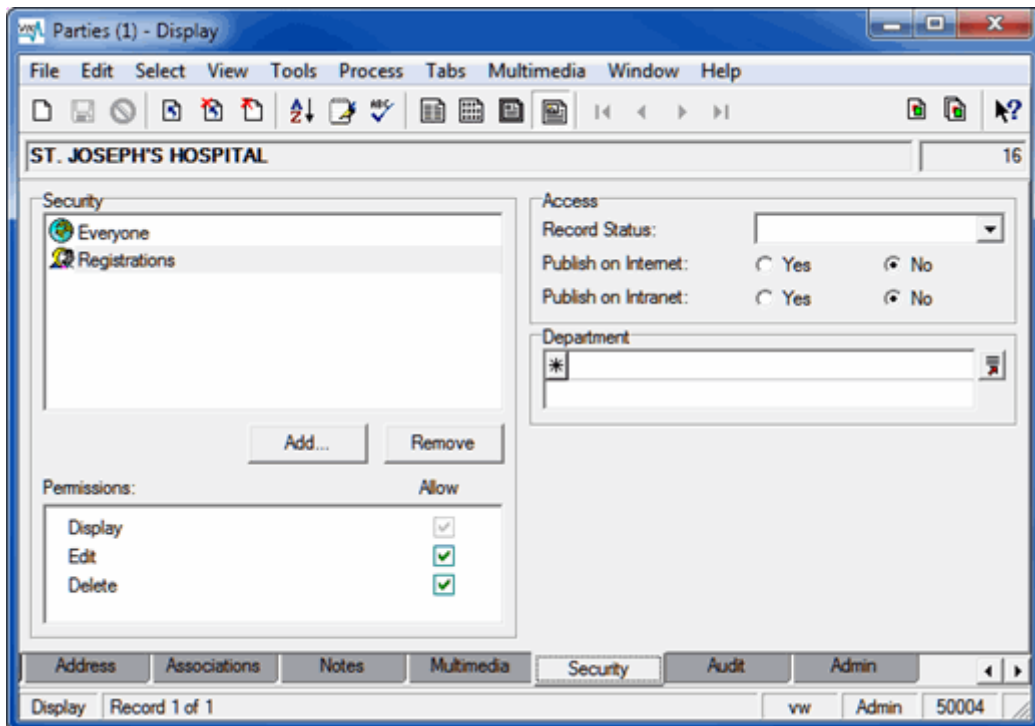 Parties (1) - Display
File Edit Select View Tools Process Tabs Multimedia Window Help
ST. JOSEPH'S HOSPITAL 16
Security
Everyone
Registrations
Add... Remove
Permissions: Allow
Display
Edit
Delete
Access
Record Status:
Publish on Internet: Yes No
Publish on Intranet: Yes No
Department
Address Associations Notes Multimedia Security Audit Admin
Display Record 1 of 1 vw Admin 50004